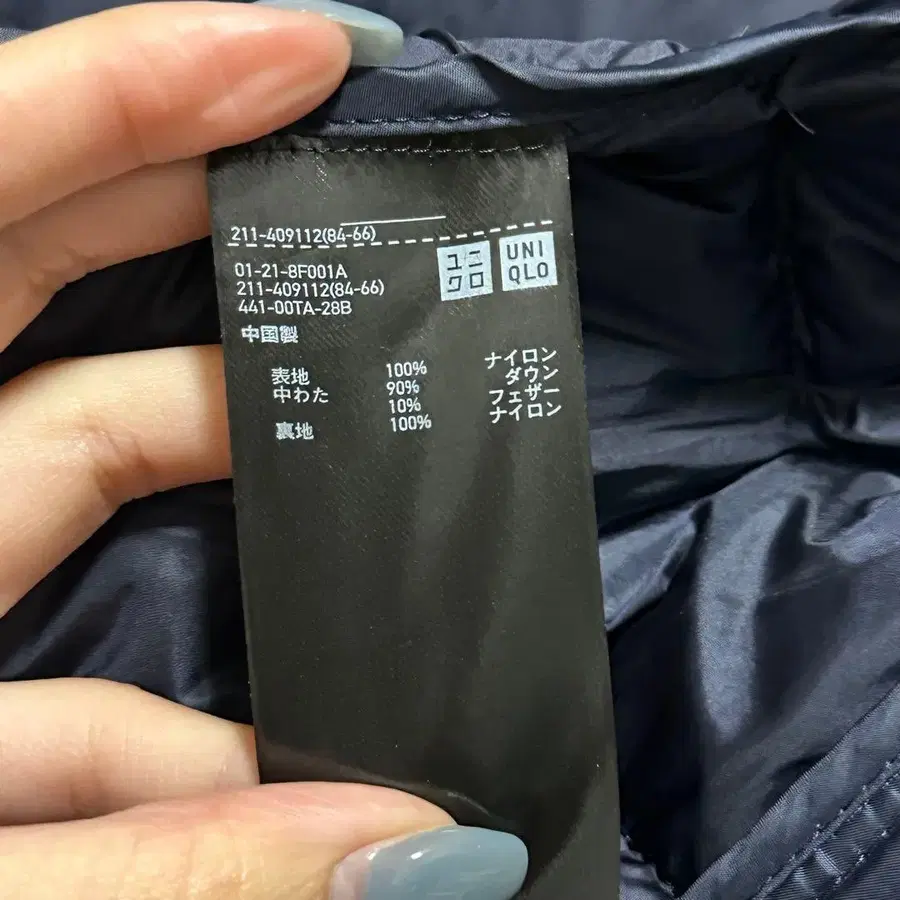 211-409112(84-66)
ユニ
クロ
UNI
QLO
01-21-8F001A
211-409112(84-66)
441-00TA-28B
中国製
表地 100% ナイロン
中わた 90% ダウン
10% フェザー
裏地 100% ナイロン